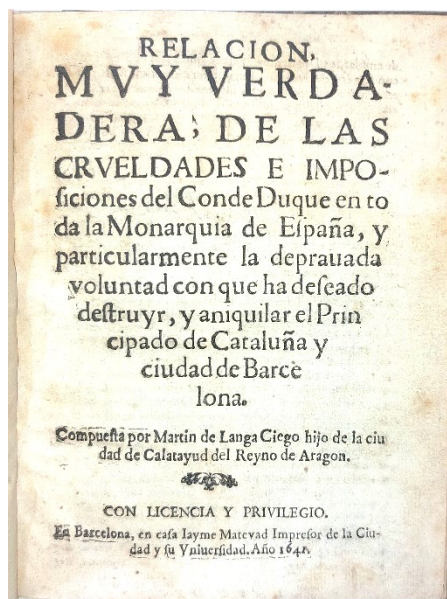 RELACION,
MVY VERDA-
DERA; DE LAS
CRVELDADES E IMPO-
ſiciones del Conde Duque en to
da la Monarquia de Eſpaña, y
particularmente la deprauada
voluntad con que ha deſeado
deſtruyr, y aniquilar el Prin
cipado de Cataluña y
ciudad de Barce
lona.
Compueſta por Martin de Langa Ciego hijo de la ciu
dad de Calatayud del Reyno de Aragon.
CON LICENCIA Y PRIVILEGIO.
En Barcelona, en caſa Iayme Matevad Impreſor de la Ciu-
dad y ſu Vniuerſidad. Año 1641.